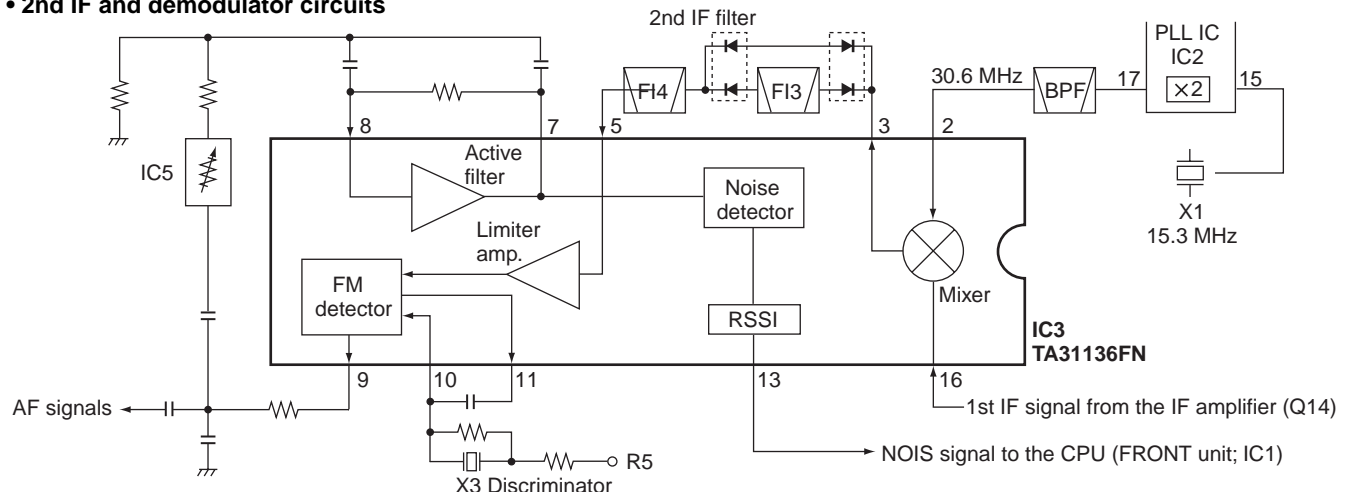 • 2nd IF and demodulator circuits
2nd IF filter
PLL IC
IC2
×2
30.6 MHz
17
15
BPF
FI4
FI3
8
7
5
3
2
IC5
Active
filter
Noise
detector
X1
15.3 MHz
Limiter
amp.
FM
detector
Mixer
RSSI
IC3
TA31136FN
9
10
11
13
16
AF signals
1st IF signal from the IF amplifier (Q14)
R5
NOIS signal to the CPU (FRONT unit; IC1)
X3 Discriminator